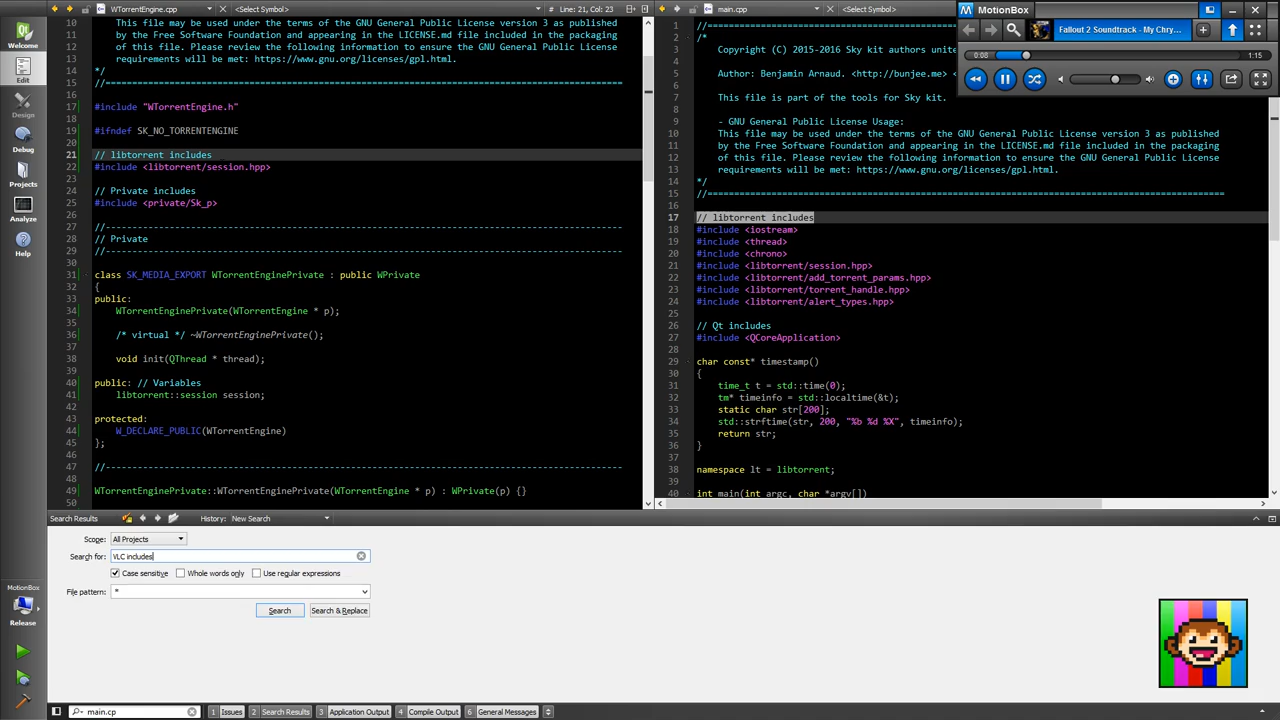 WTorrentEngine.cpp
<Select Symbol>
Line: 21, Col: 23
main.cpp
<Select Symbol>
MotionBox
Fallout 2 Soundtrack - My Chry...
0:08
1:15
Welcome
Edit
Design
Debug
Projects
Analyze
Help
10 This file may be used under the terms of the GNU General Public License version 3 as published
11 by the Free Software Foundation and appearing in the LICENSE.md file included in the packaging
12 of this file. Please review the following information to ensure the GNU General Public License
13 requirements will be met: https://www.gnu.org/licenses/gpl.html.
14 */
15 //==================================================================================================
16
17 #include "WTorrentEngine.h"
18
19 #ifndef SK_NO_TORRENTENGINE
20
21 // libtorrent includes
22 #include <libtorrent/session.hpp>
23
24 // Private includes
25 #include <private/Sk_p>
26
27 //--------------------------------------------------------------------------------------------------
28 // Private
29 //--------------------------------------------------------------------------------------------------
30
31 class SK_MEDIA_EXPORT WTorrentEnginePrivate : public WPrivate
32 {
33 public:
34 WTorrentEnginePrivate(WTorrentEngine * p);
35
36 /* virtual */ ~WTorrentEnginePrivate();
37
38 void init(QThread * thread);
39
40 public: // Variables
41 libtorrent::session session;
42
43 protected:
44 W_DECLARE_PUBLIC(WTorrentEngine)
45 };
46
47 //--------------------------------------------------------------------------------------------------
48
49 WTorrentEnginePrivate::WTorrentEnginePrivate(WTorrentEngine * p) : WPrivate(p) {}
50
1 //==================================================
2 /*
3 Copyright (C) 2015-2016 Sky kit authors unite
4
5 Author: Benjamin Arnaud. <http://bunjee.me> <
6
7 This file is part of the tools for Sky kit.
8
9 - GNU General Public License Usage:
10 This file may be used under the terms of the GNU General Public License version 3 as published
11 by the Free Software Foundation and appearing in the LICENSE.md file included in the packaging
12 of this file. Please review the following information to ensure the GNU General Public License
13 requirements will be met: https://www.gnu.org/licenses/gpl.html.
14 */
15 //==================================================================================================
16
17 // libtorrent includes
18 #include <iostream>
19 #include <thread>
20 #include <chrono>
21 #include <libtorrent/session.hpp>
22 #include <libtorrent/add_torrent_params.hpp>
23 #include <libtorrent/torrent_handle.hpp>
24 #include <libtorrent/alert_types.hpp>
25
26 // Qt includes
27 #include <QCoreApplication>
28
29 char const* timestamp()
30 {
31 time_t t = std::time(0);
32 tm* timeinfo = std::localtime(&t);
33 static char str[200];
34 std::strftime(str, 200, "%b %d %X", timeinfo);
35 return str;
36 }
37
38 namespace lt = libtorrent;
39
40 int main(int argc, char *argv[])
Search Results
History:
New Search
Scope:
All Projects
Search for:
VLC includes
Case sensitive
Whole words only
Use regular expressions
File pattern:
*
Search
Search & Replace
MotionBox
Release
main.cp
1 Issues
2 Search Results
3 Application Output
4 Compile Output
6 General Messages